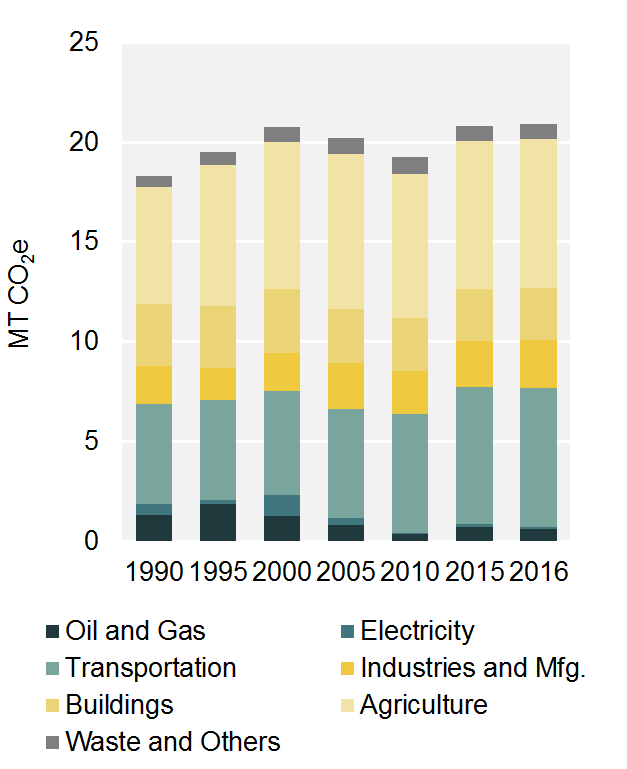 25
20
15
10
5
0
MT CO₂e
1990 1995 2000 2005 2010 2015 2016
Oil and Gas Electricity
Transportation Industries and Mfg.
Buildings Agriculture
Waste and Others